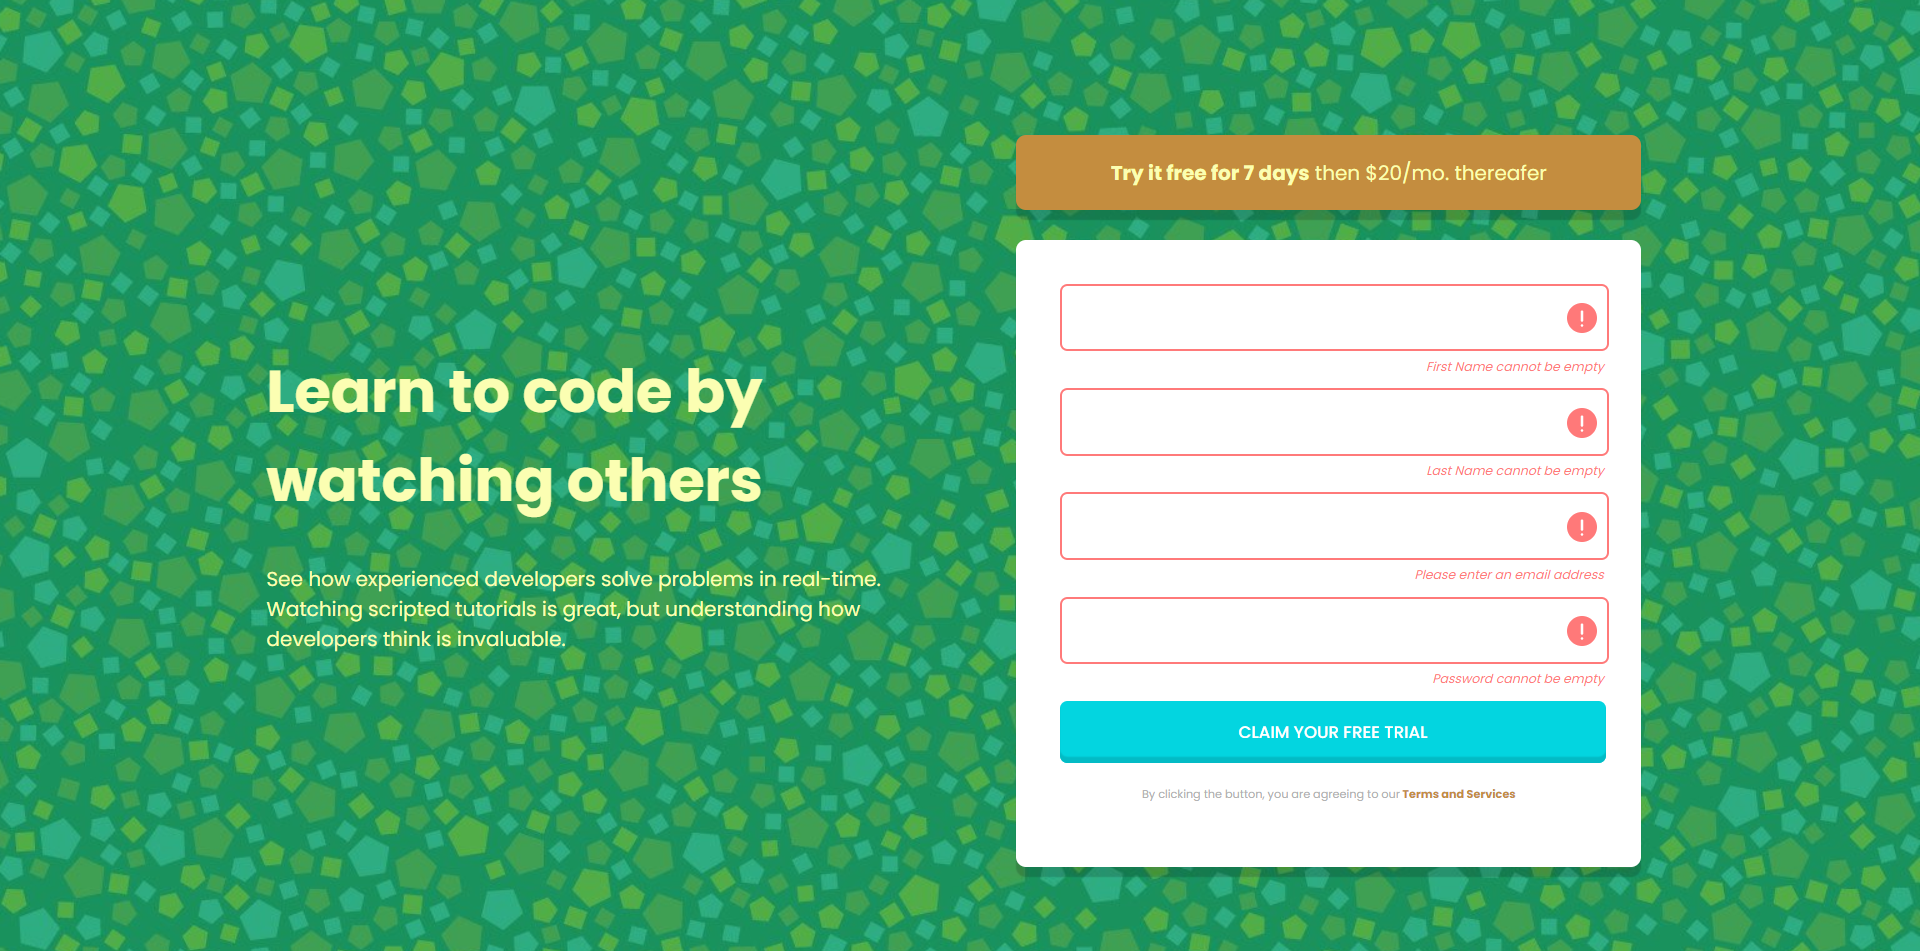 Learn to code by
watching others
See how experienced developers solve problems in real-time.
Watching scripted tutorials is great, but understanding how
developers think is invaluable.
Try it free for 7 days then $20/mo. thereafer
First Name cannot be empty
Last Name cannot be empty
Please enter an email address
Password cannot be empty
CLAIM YOUR FREE TRIAL
By clicking the button, you are agreeing to our Terms and Services